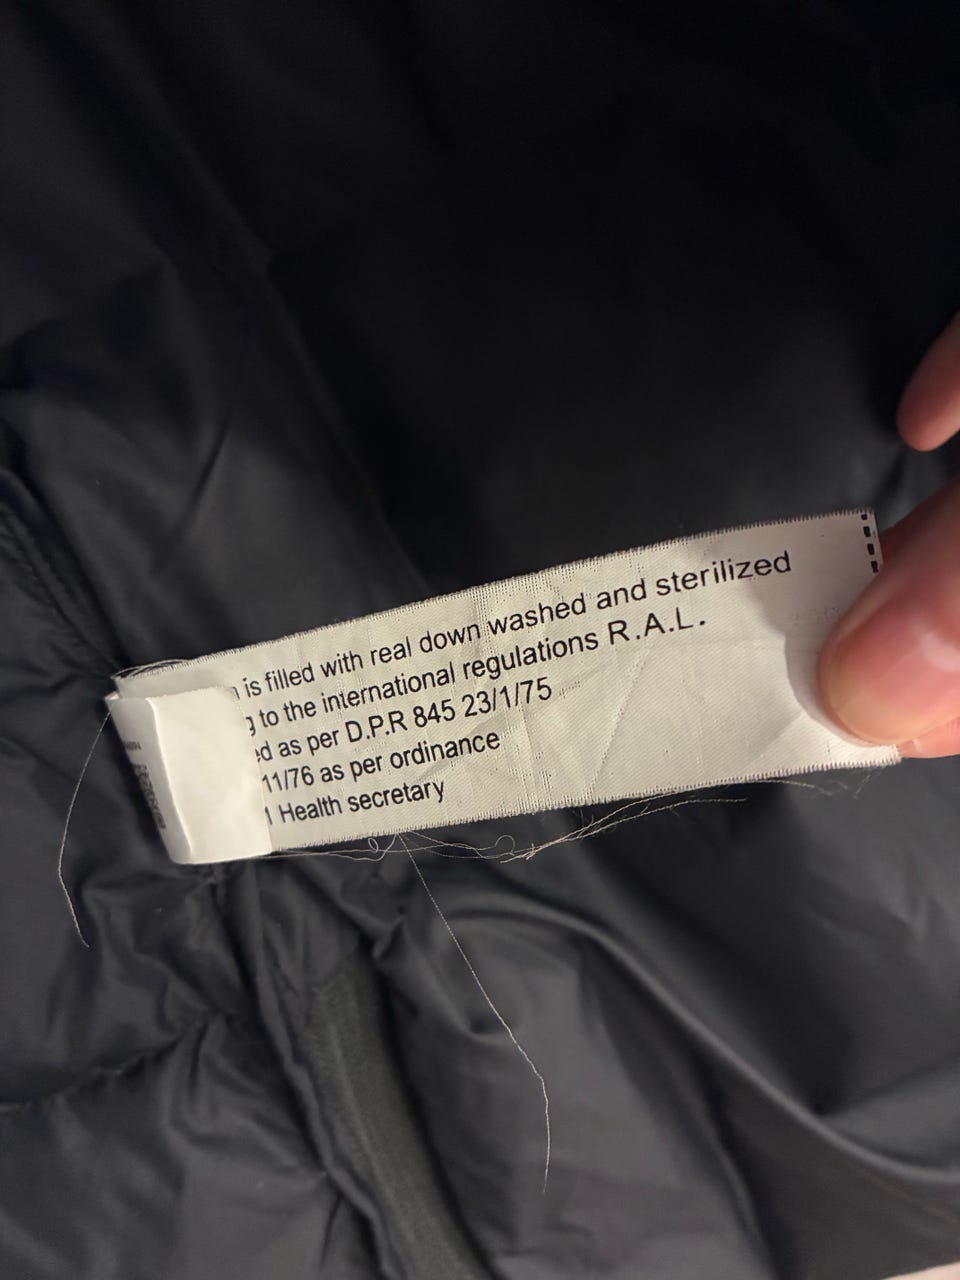 is filled with real down washed and sterilized
to the international regulations R.A.L.
as per D.P.R 845 23/1/75
11/76 as per ordinance
Health secretary